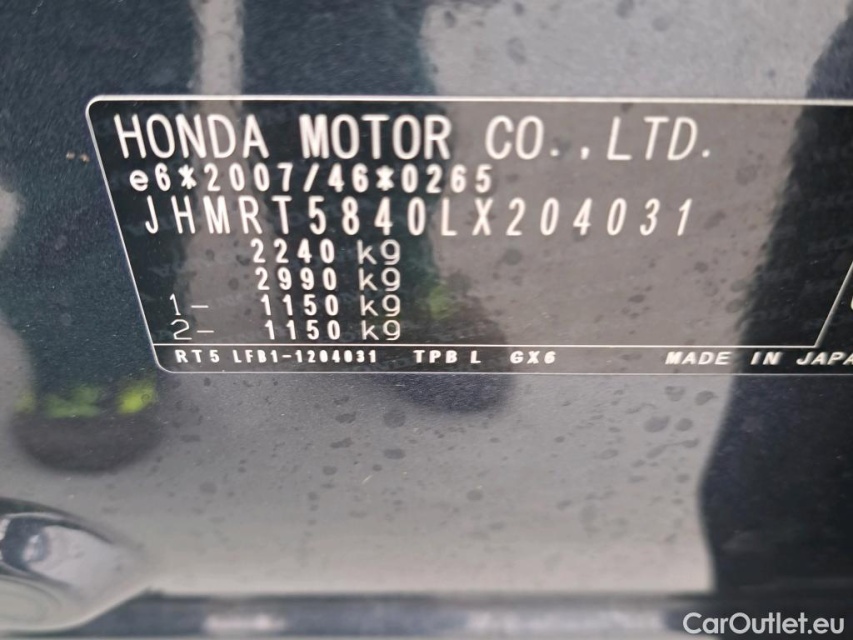 HONDA MOTOR CO.,LTD.
e6*2007/46*0265
JHMRT5840LX204031
2240 kg
2990 kg
1- 1150 kg
2- 1150 kg
RT5 LFB1-1204031 TPBL GX6 MADE IN JAPA
CarOutlet.eu